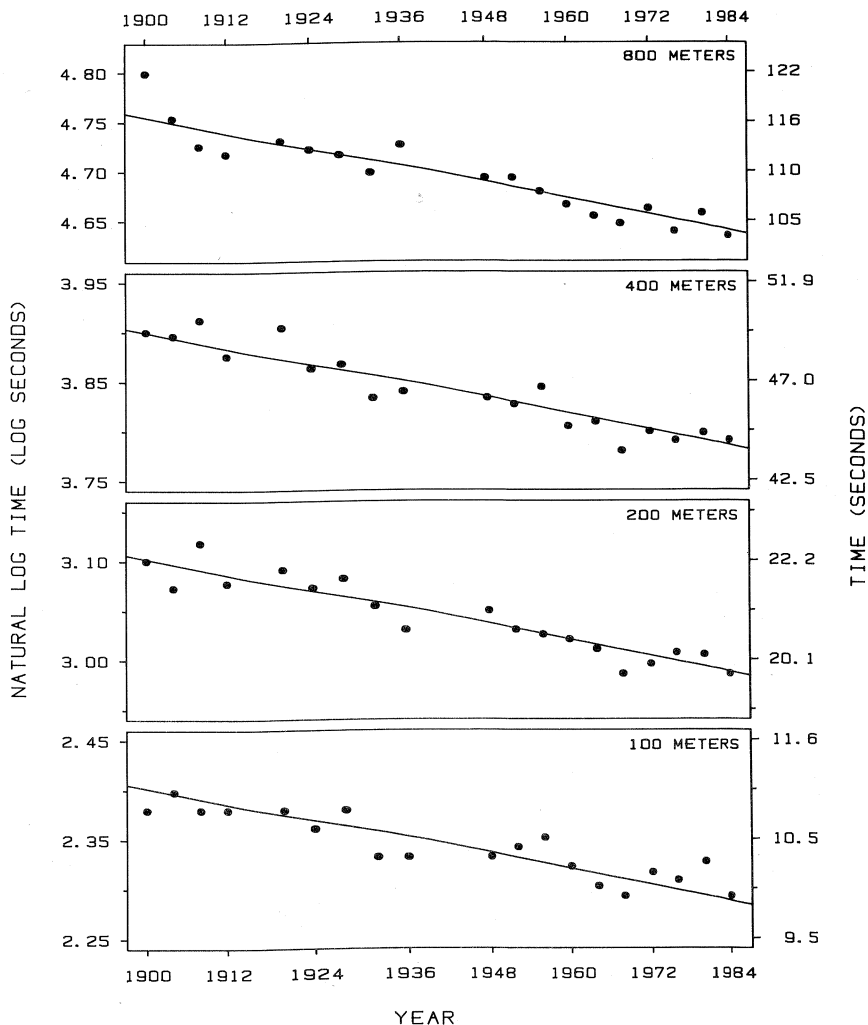 1900 1912 1924 1936 1948 1960 1972 1984
800 METERS
4.80
4.75
4.70
4.65
122
116
110
105
400 METERS
3.95
3.85
3.75
51.9
47.0
42.5
200 METERS
3.10
3.00
22.2
20.1
100 METERS
2.45
2.35
2.25
11.6
10.5
9.5
1900 1912 1924 1936 1948 1960 1972 1984
YEAR
NATURAL LOG TIME (LOG SECONDS)
TIME (SECONDS)